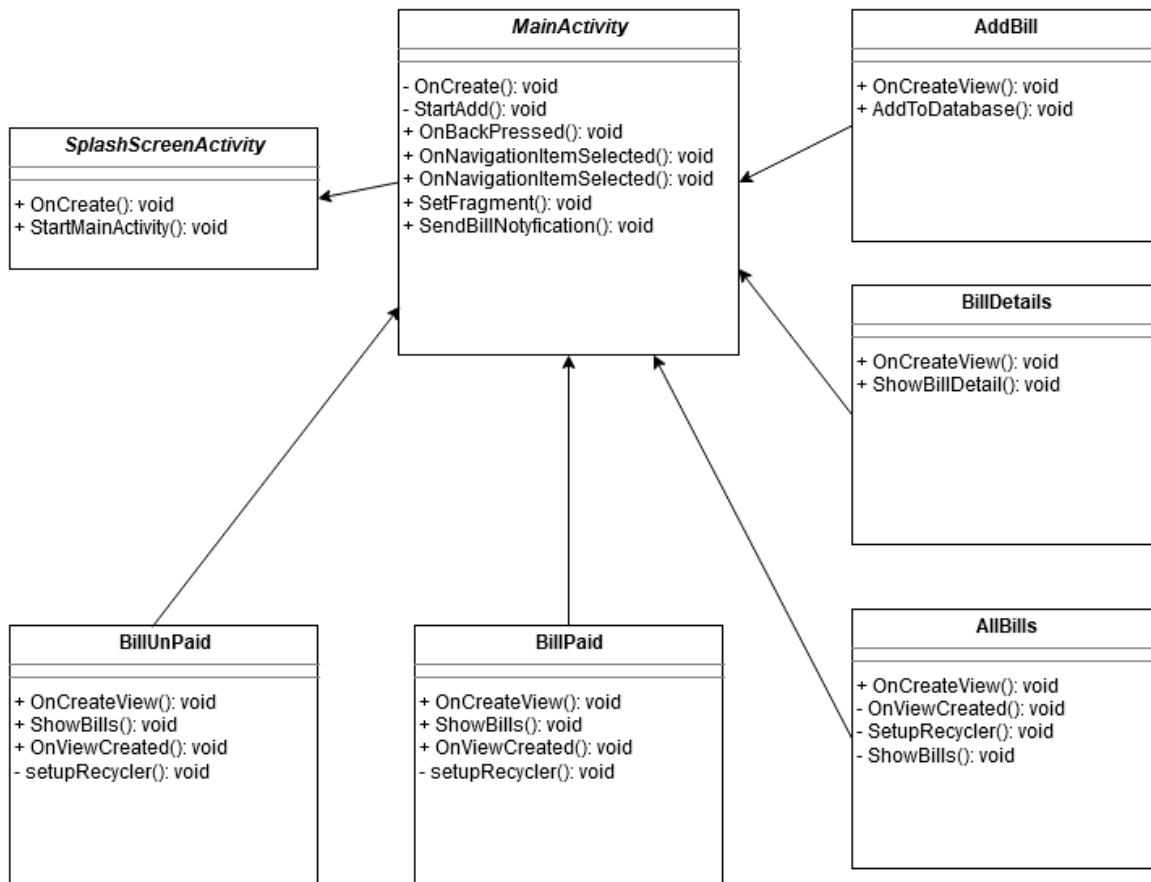 MainActivity
- OnCreate(): void
- StartAdd(): void
+ OnBackPressed(): void
+ OnNavigationItemSelected(): void
+ OnNavigationItemSelected(): void
+ SetFragment(): void
+ SendBillNotyfication(): void
AddBill
+ OnCreateView(): void
+ AddToDatabase(): void
SplashScreenActivity
+ OnCreate(): void
+ StartMainActivity(): void
BillDetails
+ OnCreateView(): void
+ ShowBillDetail(): void
BillUnPaid
+ OnCreateView(): void
+ ShowBills(): void
+ OnViewCreated(): void
- setupRecycler(): void
BillPaid
+ OnCreateView(): void
+ ShowBills(): void
+ OnViewCreated(): void
- setupRecycler(): void
AllBills
+ OnCreateView(): void
- OnViewCreated(): void
- SetupRecycler(): void
- ShowBills(): void